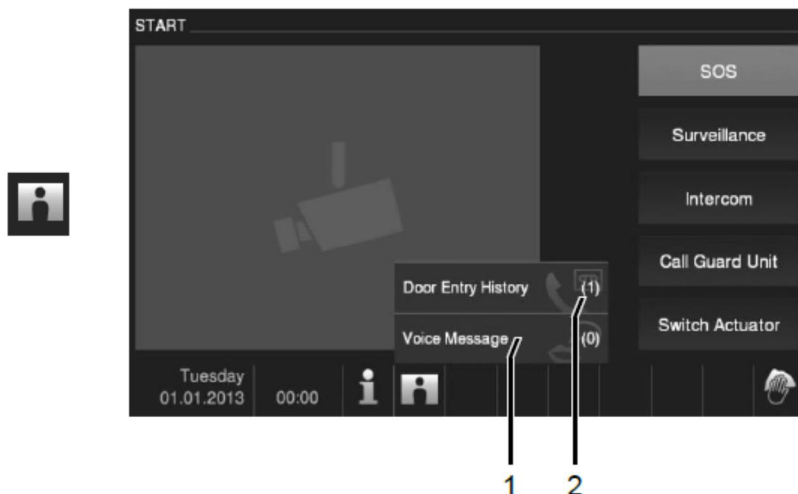 START
SOS
Surveillance
Intercom
Call Guard Unit
Switch Actuator
Door Entry History (1)
Voice Message (0)
Tuesday
01.01.2013 00:00
1 2